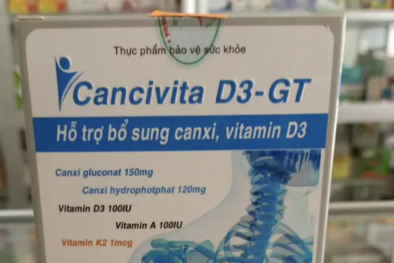 Thực phẩm bảo vệ sức khỏe
Cancivita D3-GT
Hỗ trợ bổ sung canxi, vitamin D3
Canxi gluconat 150mg
Canxi hydrophotphat 120mg
Vitamin D3 100IU
Vitamin A 100IU
Vitamin K2 1mcg